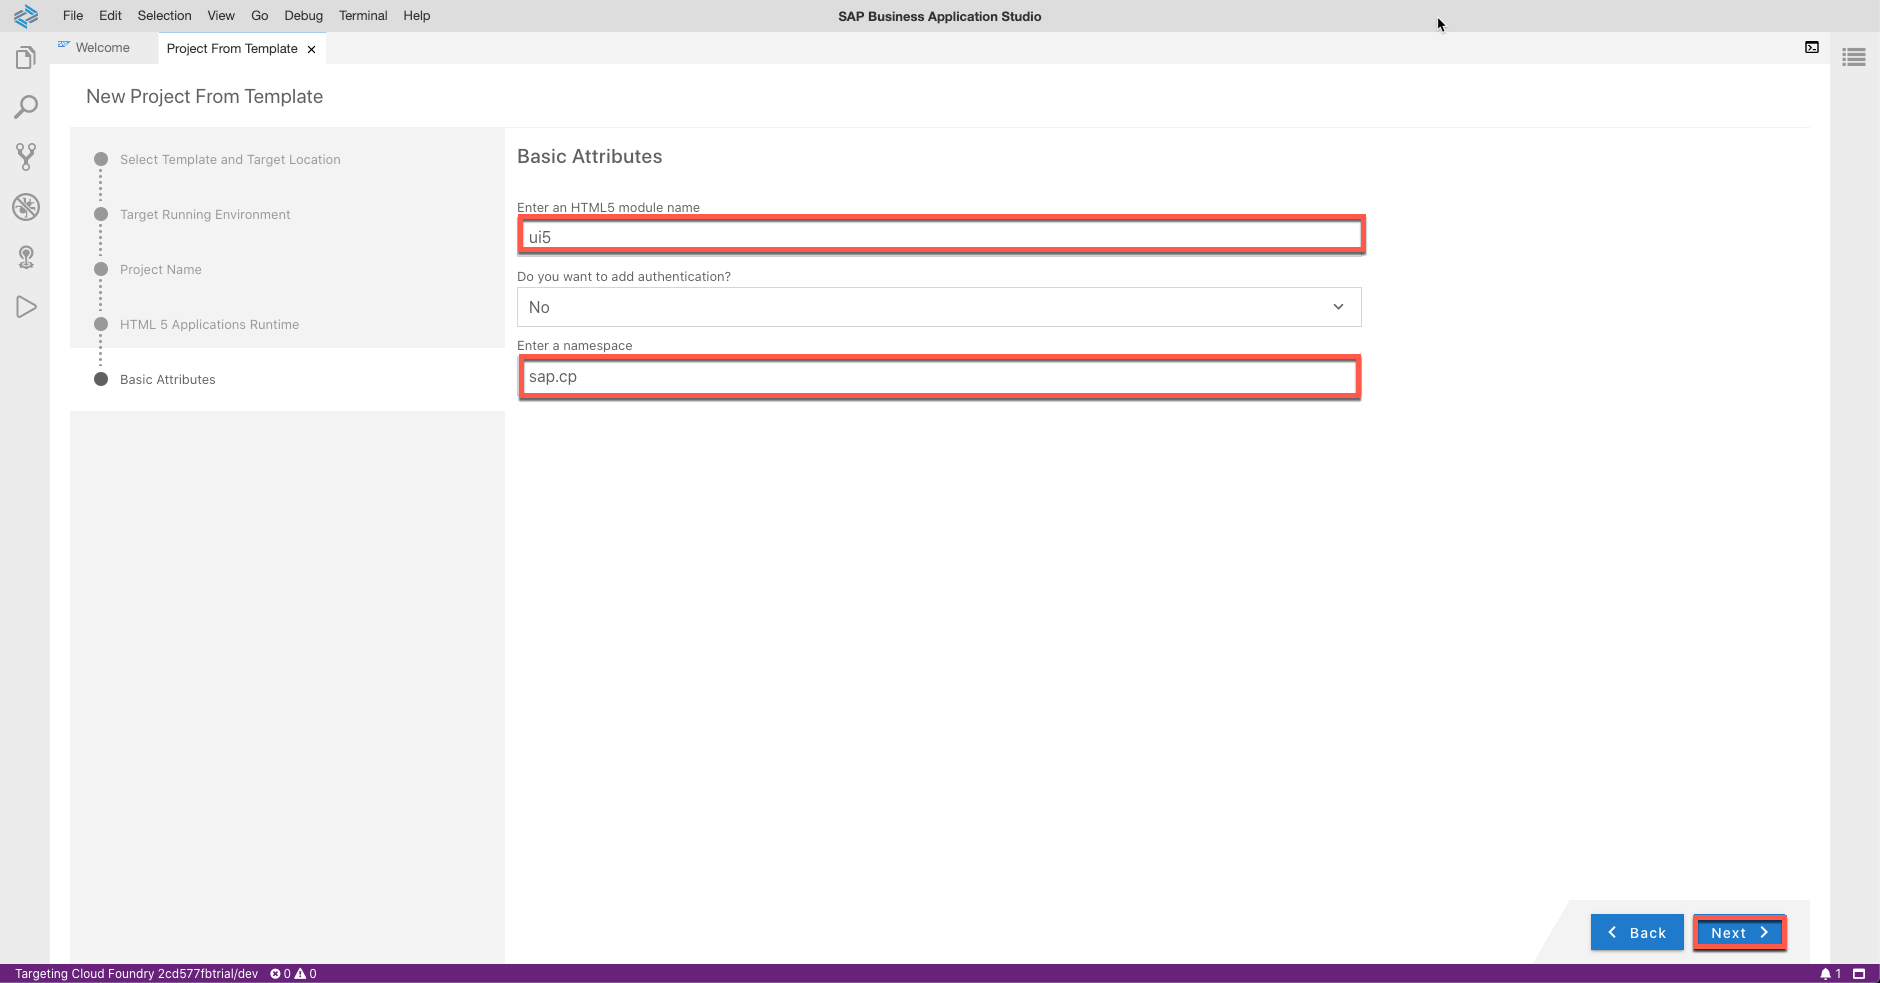 File Edit Selection View Go Debug Terminal Help
SAP Business Application Studio
Welcome
Project From Template
New Project From Template
Select Template and Target Location
Target Running Environment
Project Name
HTML 5 Applications Runtime
Basic Attributes
Basic Attributes
Enter an HTML5 module name
ui5
Do you want to add authentication?
No
Enter a namespace
sap.cp
Back
Next
Targeting Cloud Foundry 2cd577fbtrial/dev 0 0
1